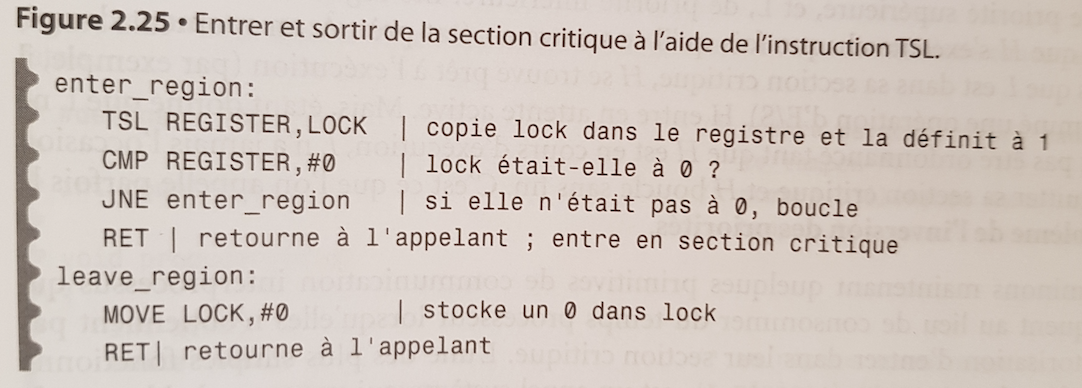 Figure 2.25 • Entrer et sortir de la section critique à l'aide de l'instruction TSL.
enter_region:
TSL REGISTER,LOCK | copie lock dans le registre et la définit à 1
CMP REGISTER,#0 | lock était-elle à 0 ?
JNE enter_region | si elle n'était pas à 0, boucle
RET | retourne à l'appelant ; entre en section critique
leave_region:
MOVE LOCK,#0 | stocke un 0 dans lock
RET| retourne à l'appelant